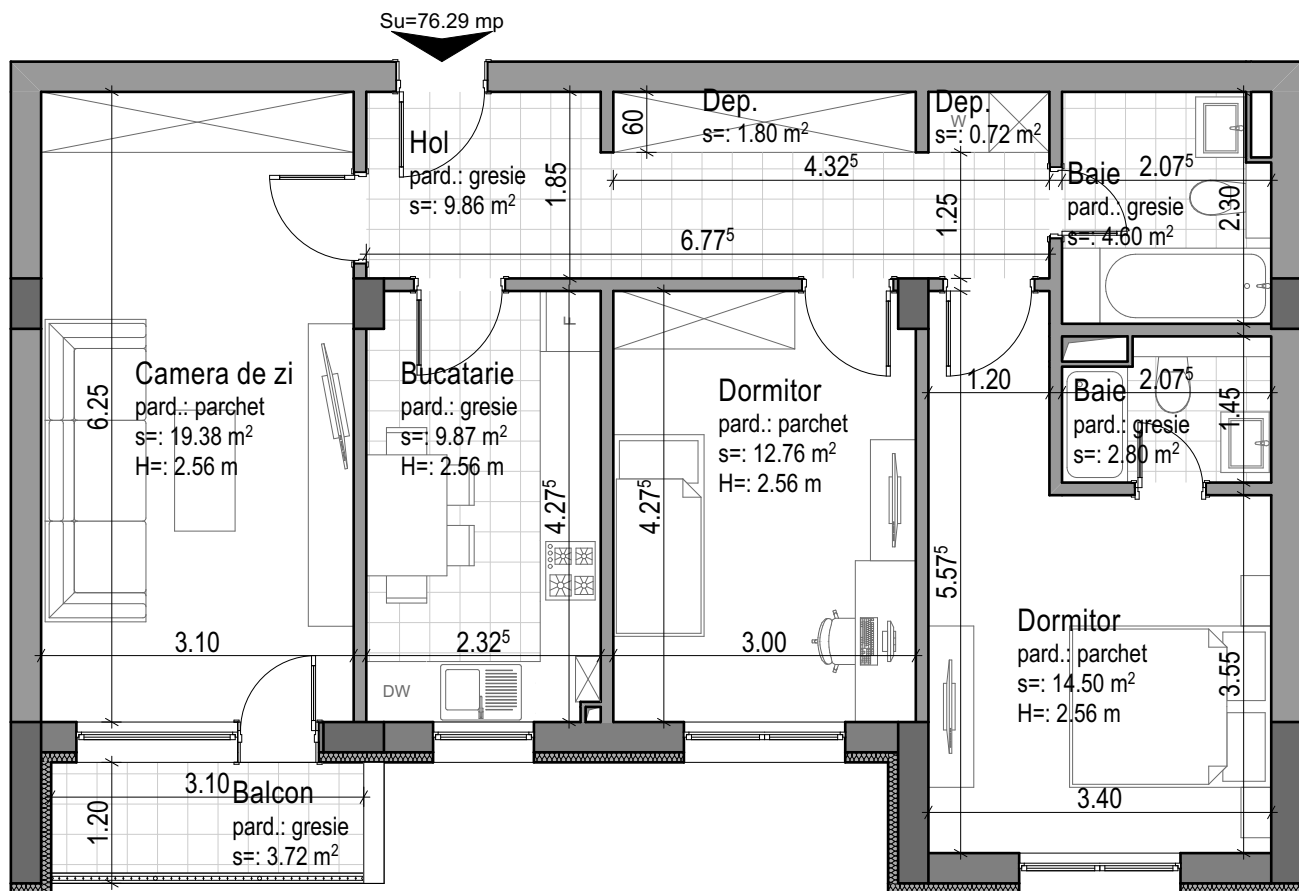 Su=76.29 mp
Dep.
s=: 1.80 m²
60
Dep.
W
s=: 0.72 m²
Hol
pard.: gresie
s=: 9.86 m²
1.85
4.32⁵
1.25
6.77⁵
Baie
2.07⁵
pard.: gresie
s=: 4.60 m²
2.30
Camera de zi
pard.: parchet
s=: 19.38 m²
H=: 2.56 m
6.25
3.10
F
Bucatarie
pard.: gresie
s=: 9.87 m²
H=: 2.56 m
4.27⁵
2.32⁵
DW
Dormitor
pard.: parchet
s=: 12.76 m²
H=: 2.56 m
4.27⁵
3.00
1.20
2.07⁵
Baie
pard.: gresie
s=: 2.80 m²
1.45
5.57⁵
Dormitor
pard.: parchet
s=: 14.50 m²
H=: 2.56 m
3.55
3.40
3.10
1.20
Balcon
pard.: gresie
s=: 3.72 m²